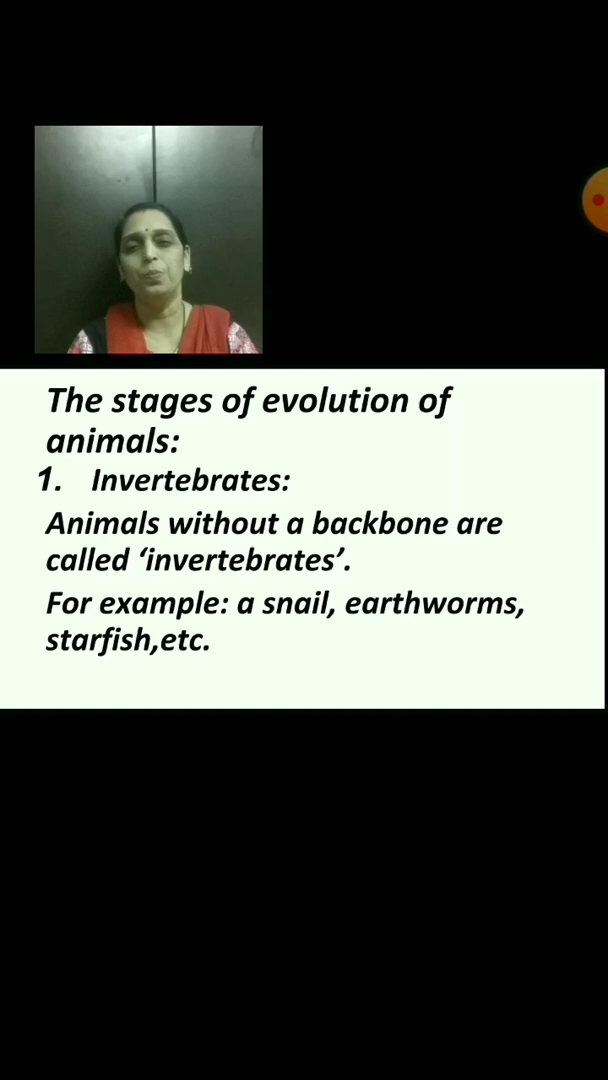 The stages of evolution of
animals:
1. Invertebrates:
Animals without a backbone are
called ‘invertebrates’.
For example: a snail, earthworms,
starfish,etc.